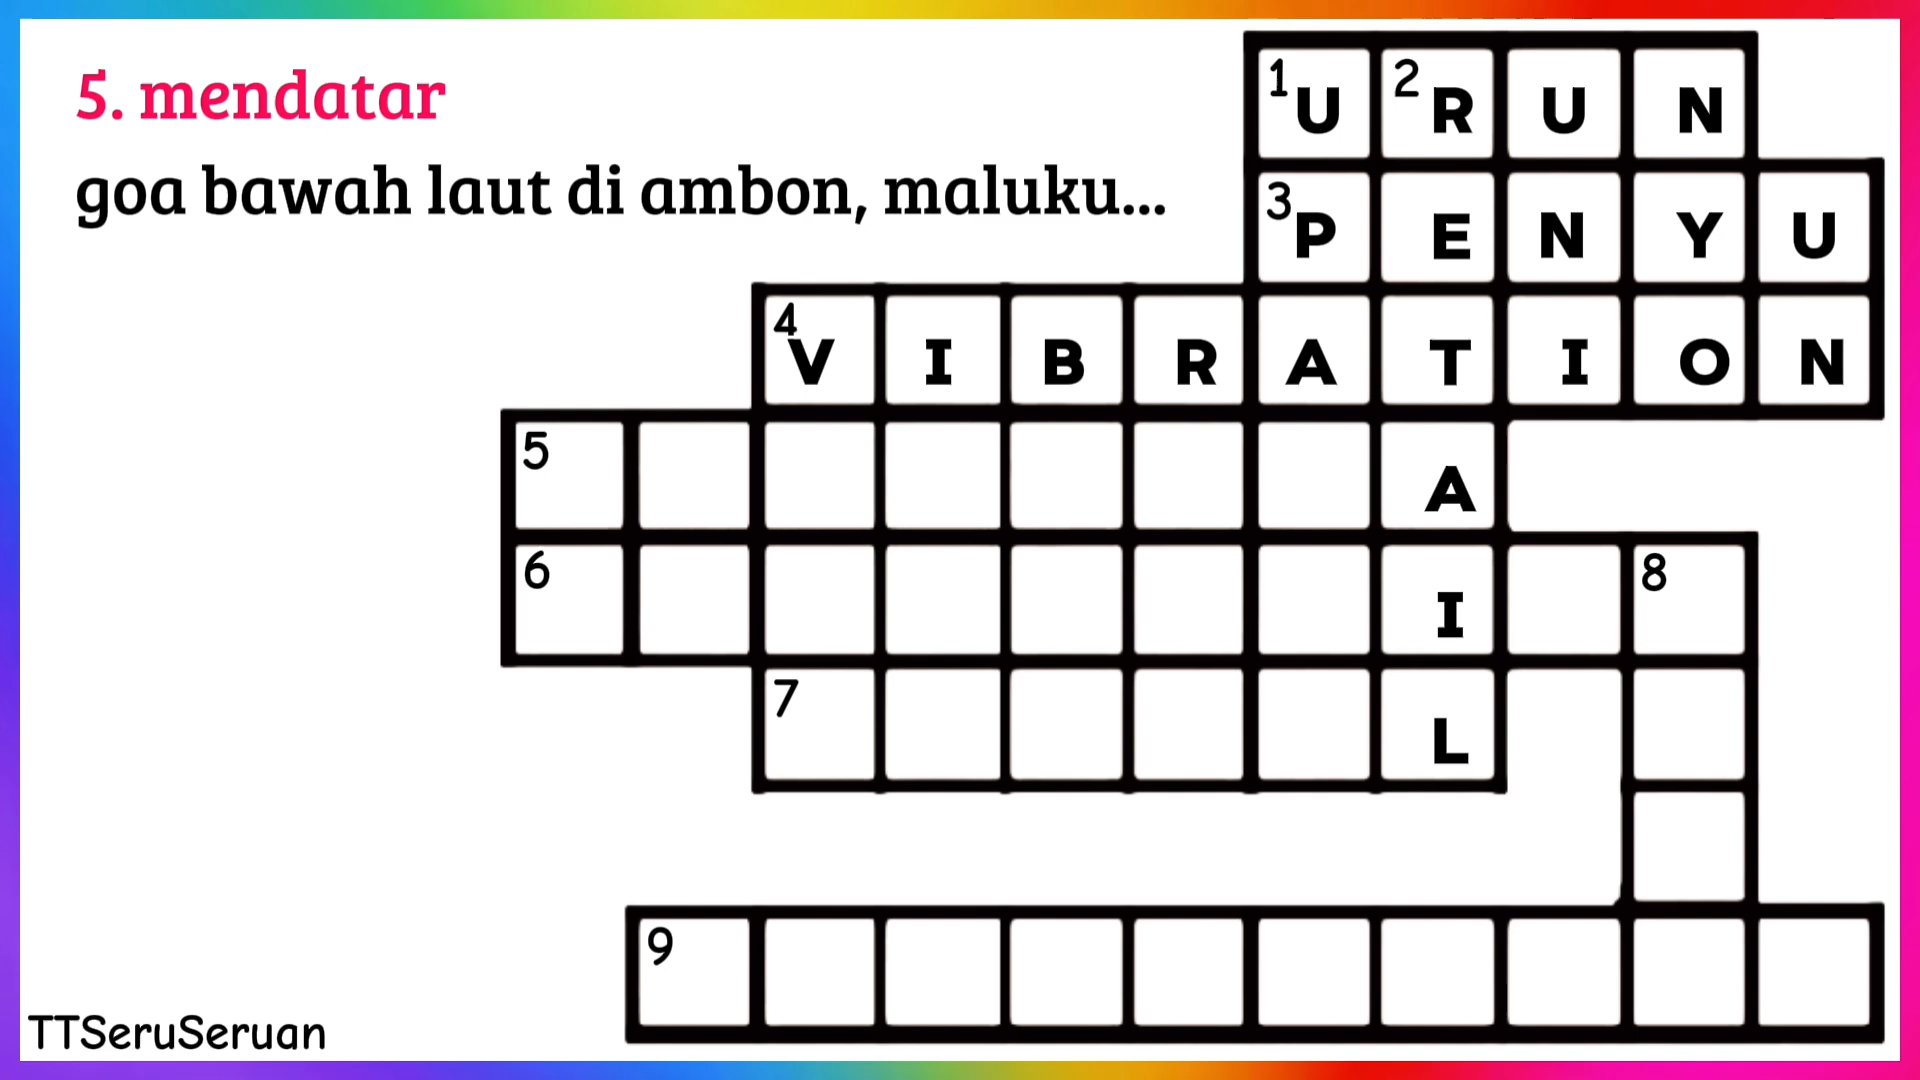 5. mendatar
goa bawah laut di ambon, maluku...
1 U 2 R U N
3 P E N Y U
4 V I B R A T I O N
5 A
6 I 8
7 L
9
TTSeruSeruan